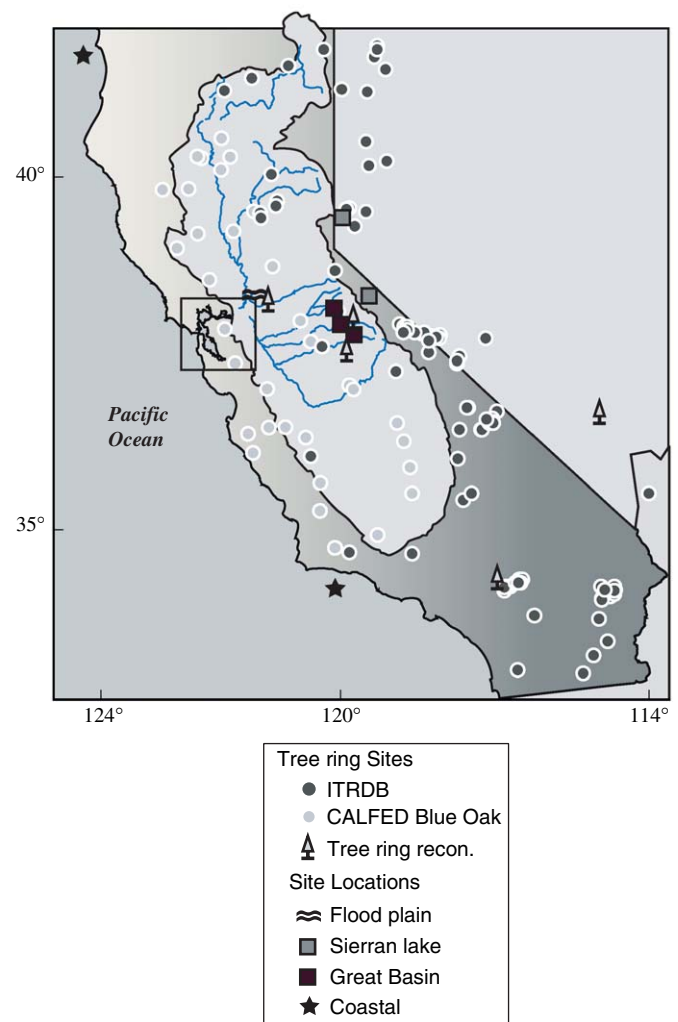 40°
Pacific
Ocean
35°
124°
120°
114°
Tree ring Sites
ITRDB
CALFED Blue Oak
Tree ring recon.
Site Locations
Flood plain
Sierran lake
Great Basin
Coastal